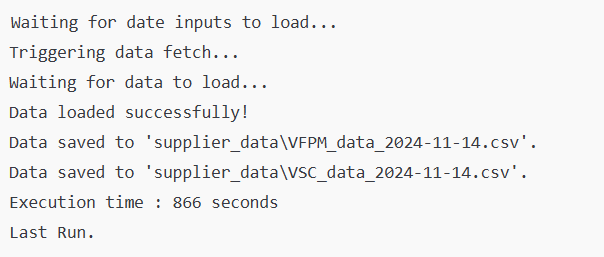 Waiting for date inputs to load...
Triggering data fetch...
Waiting for data to load...
Data loaded successfully!
Data saved to 'supplier_data\VFPM_data_2024-11-14.csv'.
Data saved to 'supplier_data\VSC_data_2024-11-14.csv'.
Execution time : 866 seconds
Last Run.